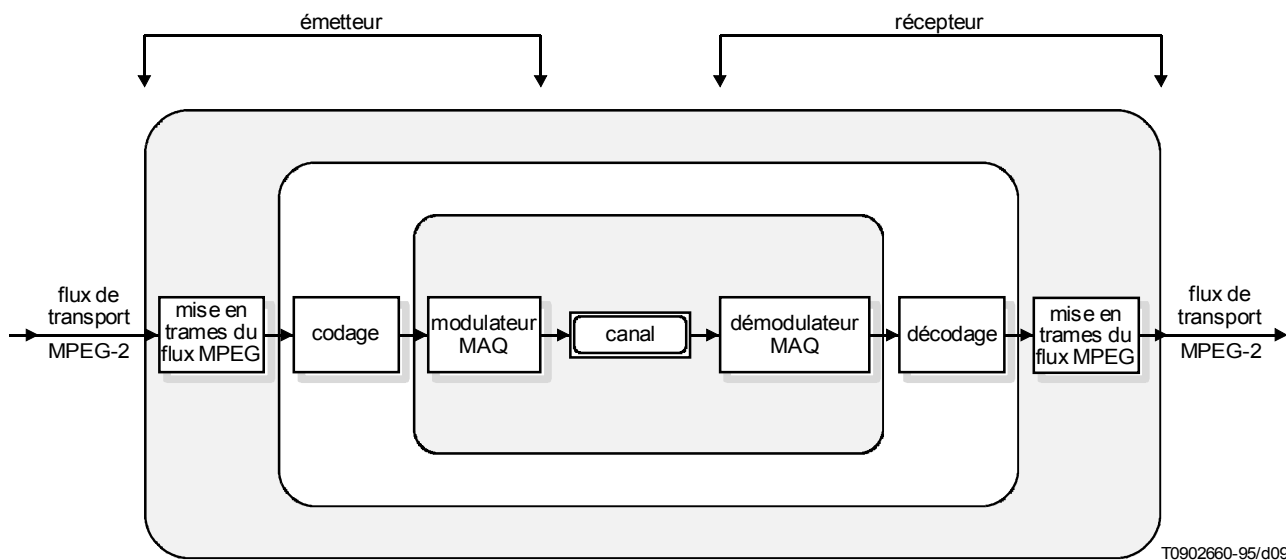 émetteur
récepteur
flux de
transport
MPEG-2
mise en
trames du
flux MPEG
codage
modulateur
MAQ
canal
démodulateur
MAQ
décodage
mise en
trames du
flux MPEG
flux de
transport
MPEG-2
T0902660-95/d09